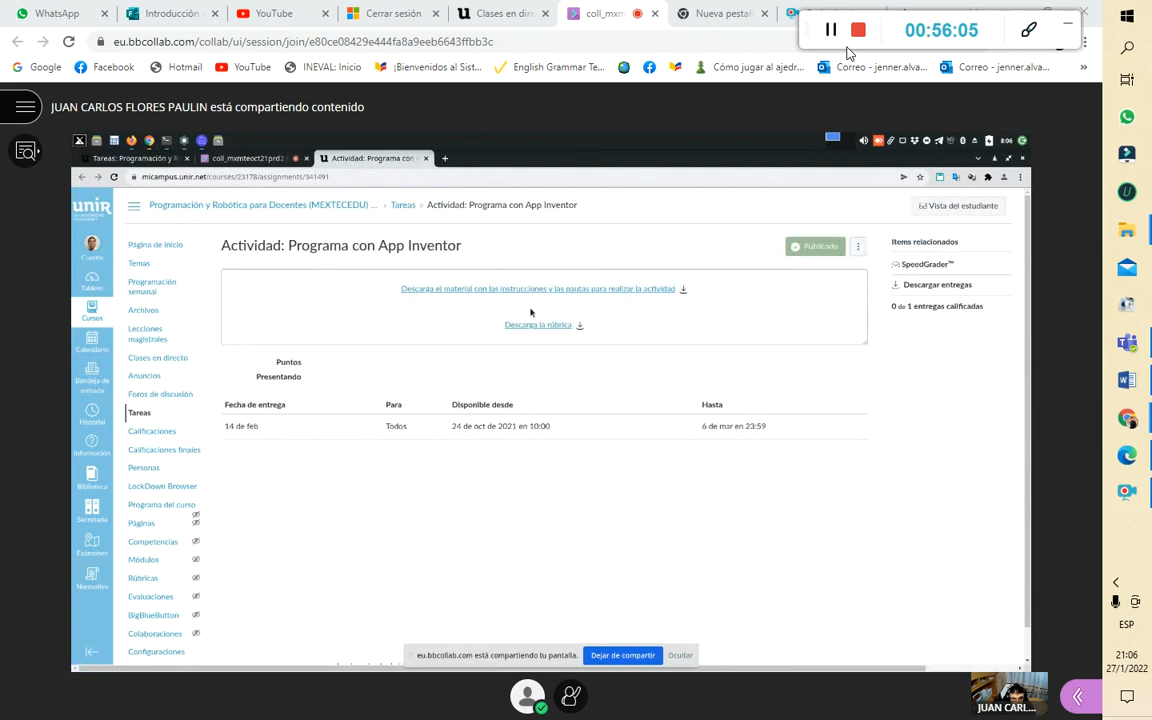 WhatsApp
Introducción
YouTube
Cerrar sesión
Clases en dire
coll_mxm
Nueva pestañ
00:56:05
eu.bbcollab.com/collab/ui/session/join/e80ce08429e444fa8a9eeb6643ffbb3c
Google
Facebook
Hotmail
YouTube
INEVAL: Inicio
¡Bienvenidos al Sist...
English Grammar Te...
Cómo jugar al ajedr...
Correo - jenner.alva...
Correo - jenner.alva...
»
JUAN CARLOS FLORES PAULIN está compartiendo contenido
8:06
Tareas: Programación y R
coll_mxmteoct21prd2
Actividad: Programa con A
micampus.unir.net/courses/23178/assignments/341491
unir
Cuenta
Tablero
Cursos
Calendario
Bandeja de
entrada
Historial
Información
Biblioteca
Secretaría
Exámenes
Normativa
Programación y Robótica para Docentes (MEXTECEDU) ... › Tareas › Actividad: Programa con App Inventor
Vista del estudiante
Página de Inicio
Temas
Programación
semanal
Archivos
Lecciones
magistrales
Clases en directo
Anuncios
Foros de discusión
Tareas
Calificaciones
Calificaciones finales
Personas
LockDown Browser
Programa del curso
Páginas
Competencias
Módulos
Rúbricas
Evaluaciones
BigBlueButton
Colaboraciones
Configuraciones
Actividad: Programa con App Inventor
Publicado
Descarga el material con las instrucciones y las pautas para realizar la actividad
Descarga la rúbrica
Puntos
Presentando
Fecha de entrega Para Disponible desde Hasta
14 de feb Todos 24 de oct de 2021 en 10:00 6 de mar en 23:59
Items relacionados
SpeedGrader™
Descargar entregas
0 de 1 entregas calificadas
eu.bbcollab.com está compartiendo tu pantalla.
Dejar de compartir
Ocultar
JUAN CARL...
ESP
21:06
27/1/2022